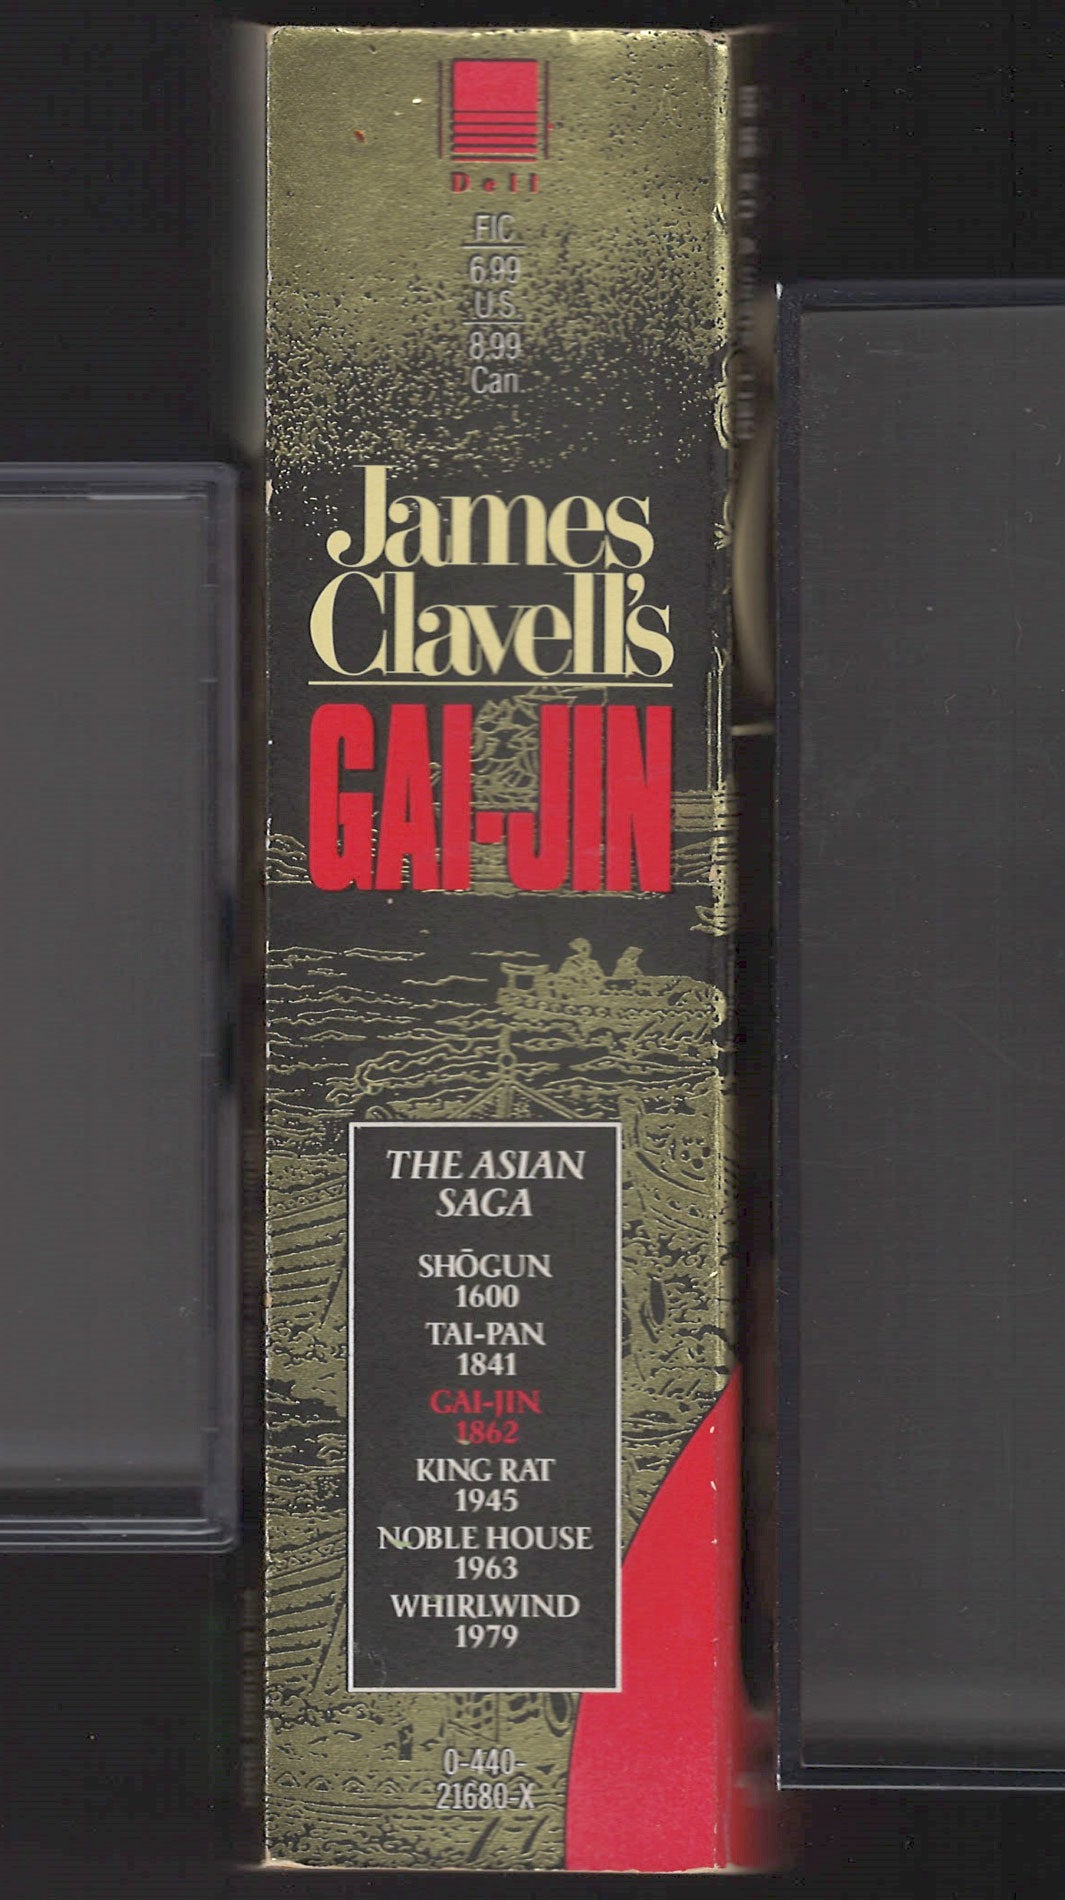 Dell
FIC
6.99
U.S.
8.99
Can.
James
Clavell's
GAI-JIN
THE ASIAN
SAGA
SHŌGUN
1600
TAI-PAN
1841
GAI-JIN
1862
KING RAT
1945
NOBLE HOUSE
1963
WHIRLWIND
1979
0-440-
21680-X